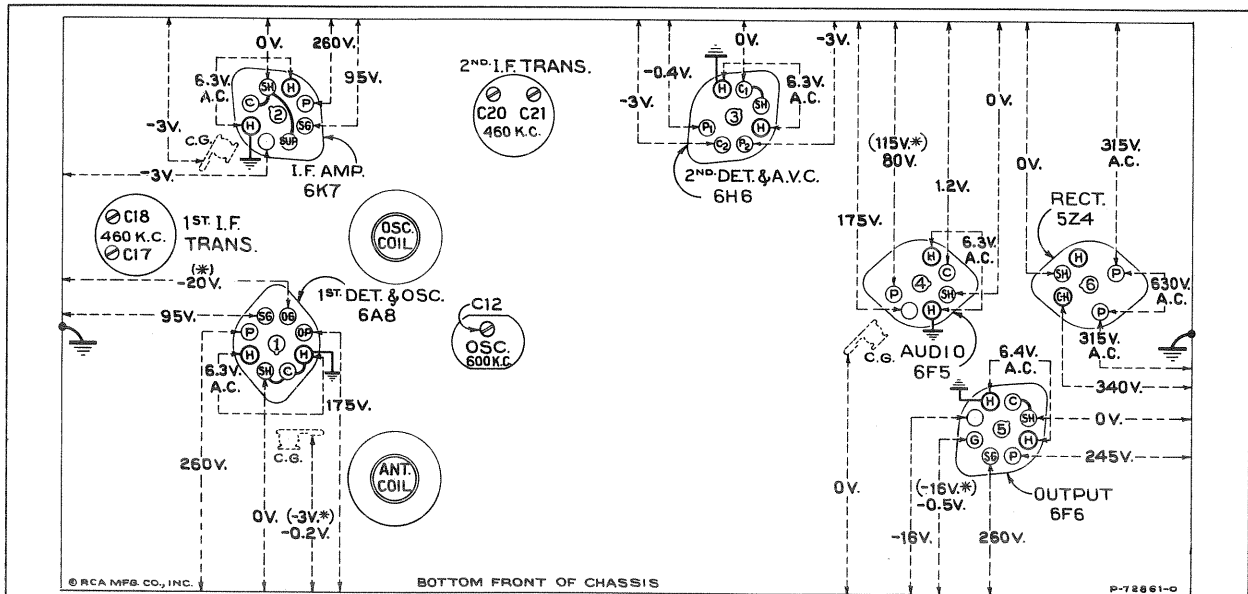 0V. 260V.
6.3V. A.C.
95V.
SH H
C 2 P
H SG
SUP
-3V.
C.G.
-3V.
I.F. AMP.
6K7
2ND. I.F. TRANS.
C20 C21
460 K.C.
0V. -3V.
-0.4V.
-3V.
6.3V. A.C.
H C1
3 SH
P1 H
C2 P2
2ND. DET. & A.V.C.
6H6
0V.
(115V.*)
80V.
1.2V.
175V.
0V.
315V.
A.C.
RECT.
5Z4
C18
460 K.C.
C17
1ST. I.F.
TRANS.
OSC.
COIL
(*)
-20V.
1ST. DET. & OSC.
6A8
95V.
SG OG
P OP
1
H H
SH C
6.3V.
A.C.
175V.
C12
OSC.
600 K.C.
6.3V.
A.C.
H
C
4
P SH
H
C.G.
AUDIO
6F5
H
SH P
6
CH
P
630V.
A.C.
315V.
A.C.
6.4V.
A.C.
340V.
H C
5 SH
G H
SG P
0V.
245V.
OUTPUT
6F6
C.G.
260V.
0V. (-3V.*)
-0.2V.
ANT.
COIL
0V.
(-16V.*)
-0.5V.
-16V.
260V.
© RCA MFG. CO., INC.
BOTTOM FRONT OF CHASSIS
P-72861-0